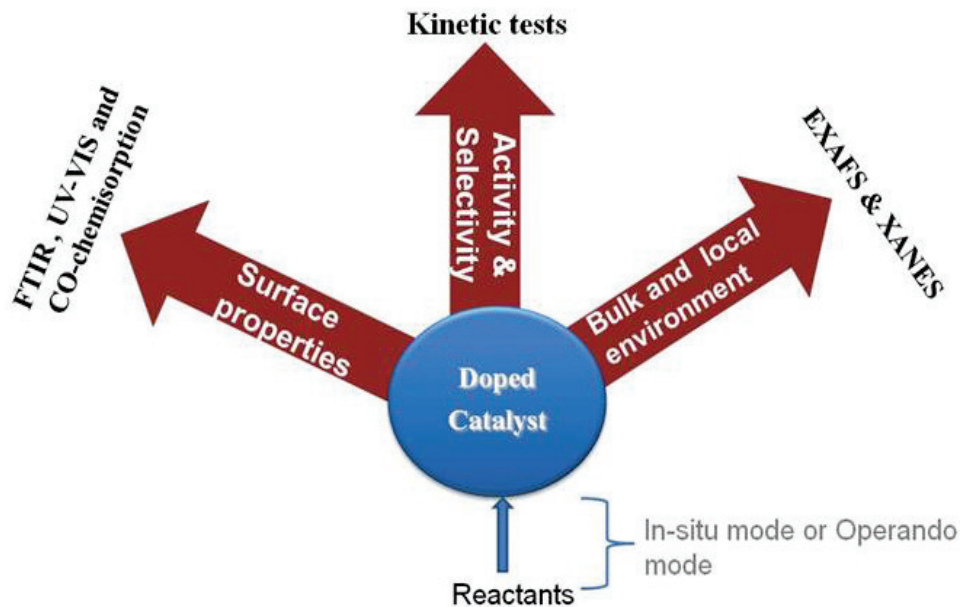 Kinetic tests
FTIR, UV-VIS and
CO-chemisorption
Surface
properties
Activity &
Selectivity
Bulk and local
environment
EXAFS & XANES
Doped
Catalyst
In-situ mode or Operando
mode
Reactants